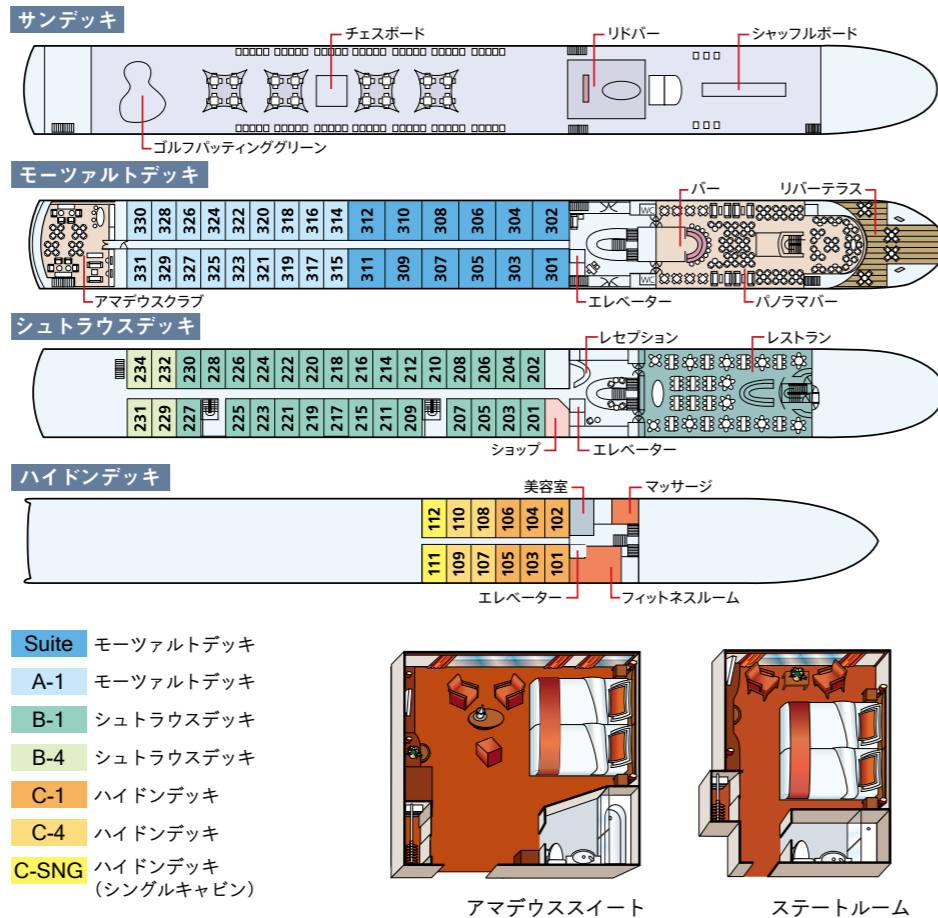 サンデッキ
チェスボード
リドバー
シャッフルボード
ゴルフパッティンググリーン
モーツァルトデッキ
バー
リバーテラス
330 328 326 324 322 320 318 316 314 312 310 308 306 304 302
WC
331 329 327 325 323 321 319 317 315 311 309 307 305 303 301
WC
アマデウスクラブ
エレベーター
パノラマバー
シュトラウスデッキ
レセプション
レストラン
234 232 230 228 226 224 222 220 218 216 214 212 210 208 206 204 202
231 229 227 225 223 221 219 217 215 211 209 207 205 203 201
ショップ
エレベーター
ハイドンデッキ
美容室
マッサージ
112 110 108 106 104 102
111 109 107 105 103 101
エレベーター
フィットネスルーム
Suite モーツァルトデッキ
A-1 モーツァルトデッキ
B-1 シュトラウスデッキ
B-4 シュトラウスデッキ
C-1 ハイドンデッキ
C-4 ハイドンデッキ
C-SNG ハイドンデッキ
(シングルキャビン)
アマデウススイート
ステートルーム